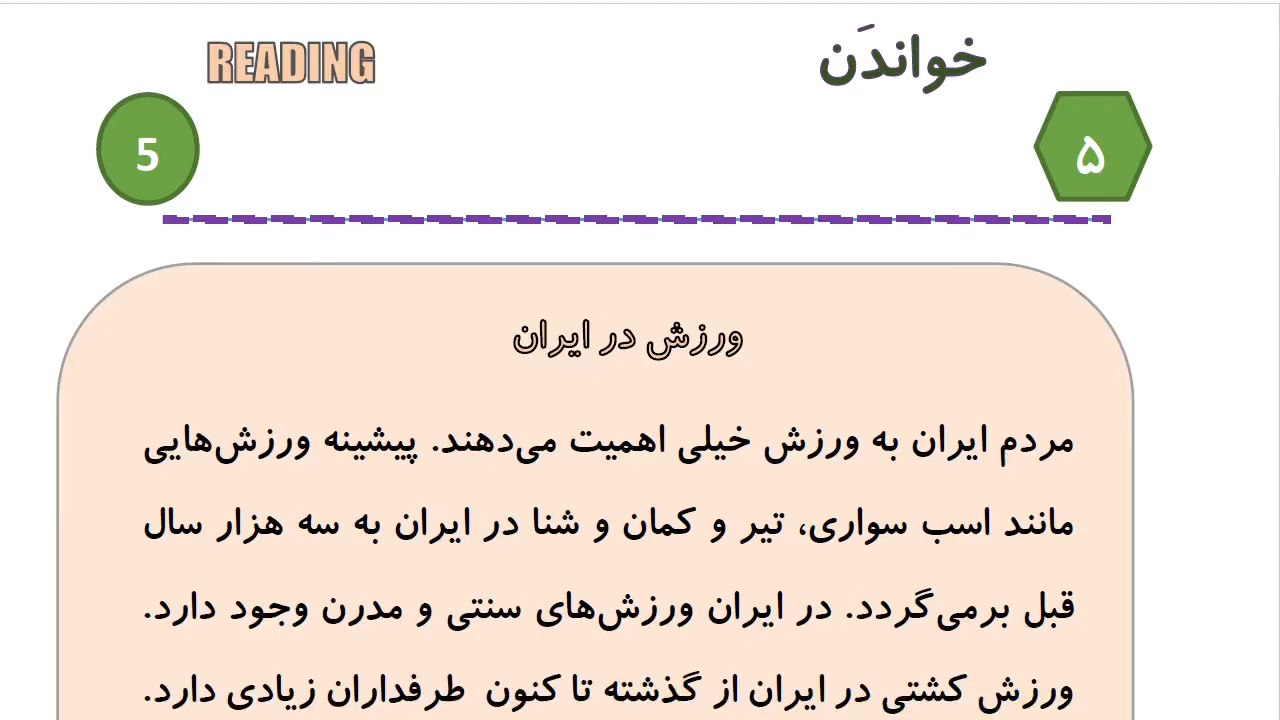 READING
خواندَن
5
۵
ورزش در ایران
مردم ایران به ورزش خیلی اهمیت می‌دهند. پیشینه ورزش‌هایی
مانند اسب سواری، تیر و کمان و شنا در ایران به سه هزار سال
قبل برمی‌گردد. در ایران ورزش‌های سنتی و مدرن وجود دارد.
ورزش کشتی در ایران از گذشته تا کنون طرفداران زیادی دارد.